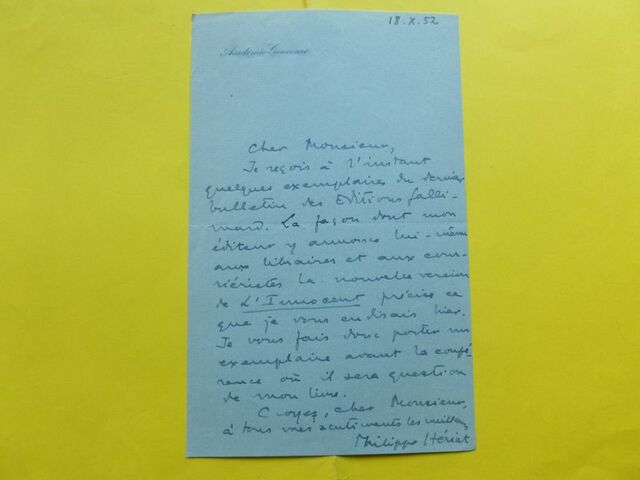 18.X.52
Académie Goncourt
Cher Monsieur,
Je reçois à l'instant
quelques exemplaires du dernier
bulletin des Editions Galli-
mard. La façon dont mon
éditeur y annonce lui-même
aux libraires et aux cour-
riéristes la nouvelle version
de L'Innocent précise ce
que je vous en disais hier.
Je vous fais donc porter un
exemplaire avant la confé-
rence où il sera question
de mon livre.
Croyez, cher Monsieur,
à tous mes sentiments les meilleurs
Philippe Hériat